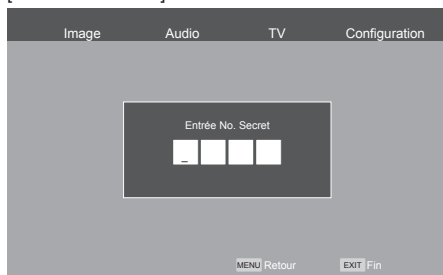 Image Audio TV Configuration
Entrée No. Secret
_
MENU Retour EXIT Fin